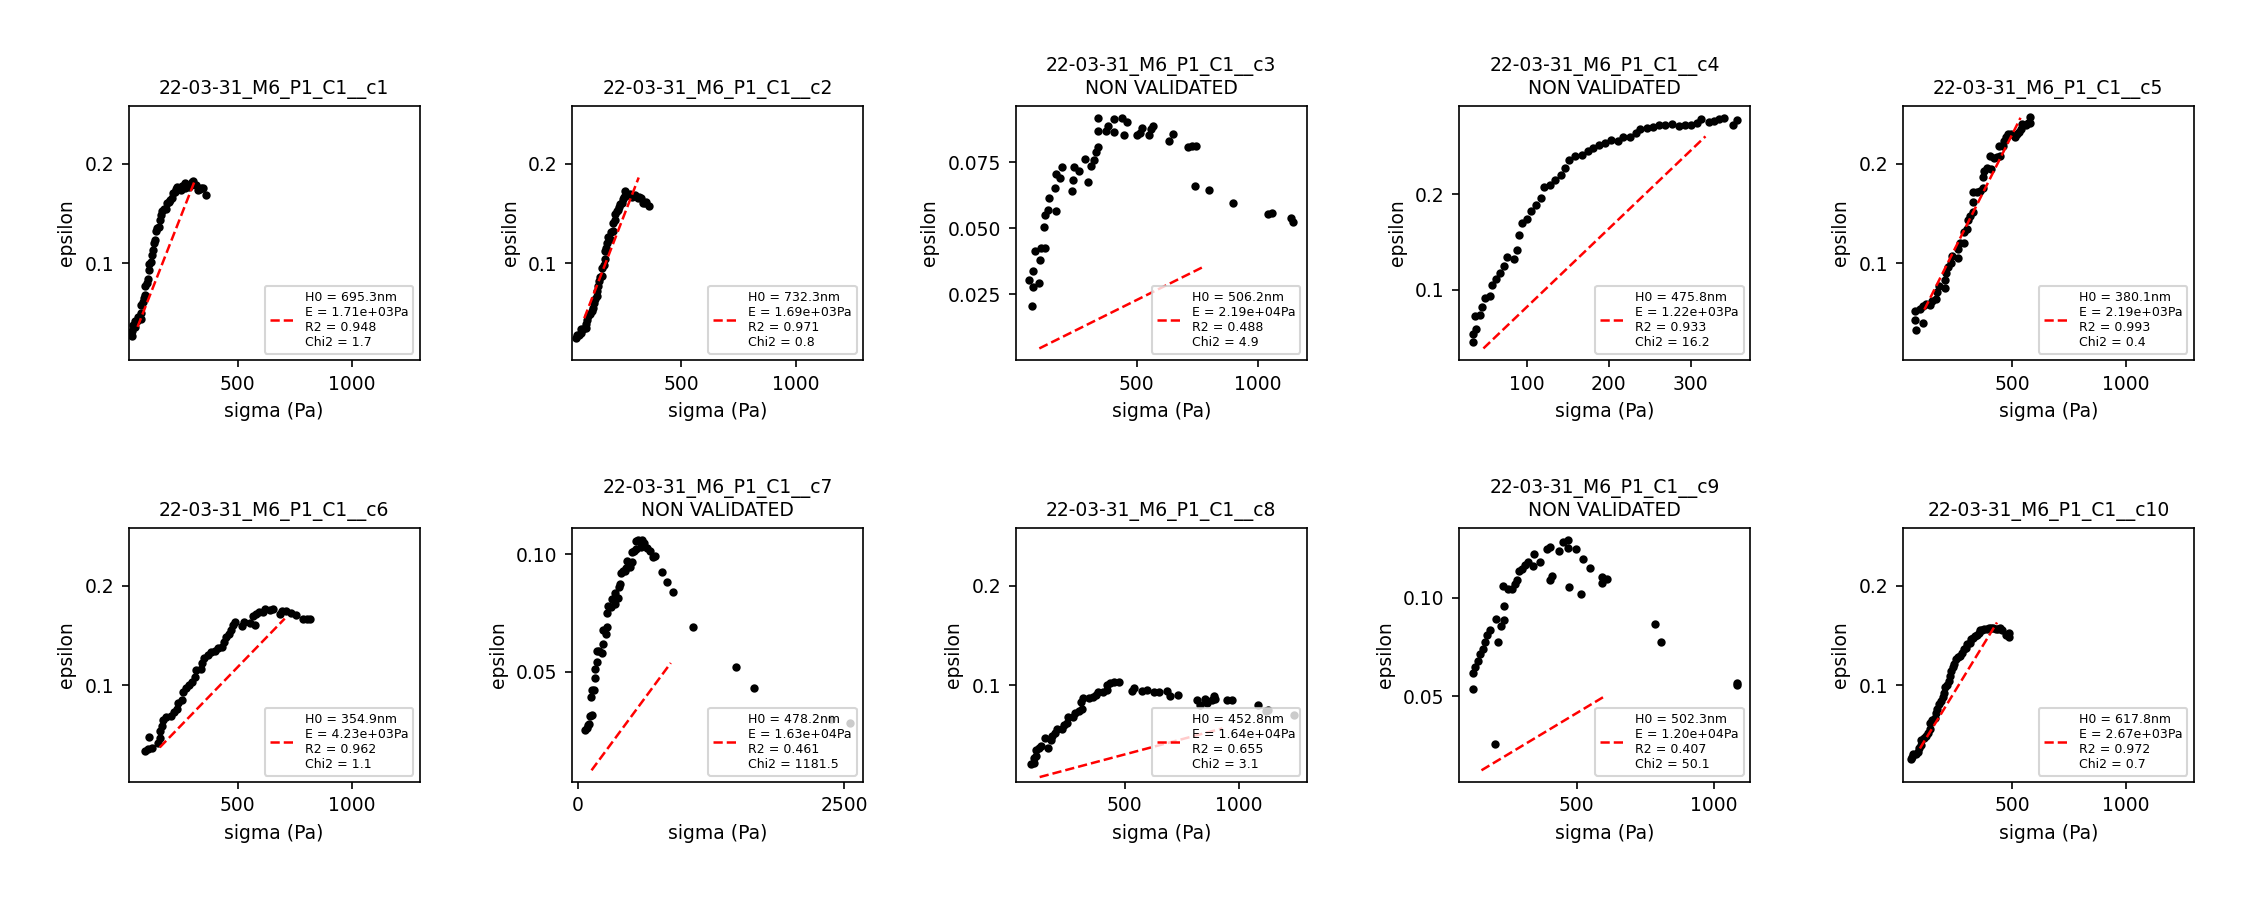 22-03-31_M6_P1_C1__c1
epsilon
0.2
0.1
H0 = 695.3nm
E = 1.71e+03Pa
R2 = 0.948
Chi2 = 1.7
500
1000
sigma (Pa)
22-03-31_M6_P1_C1__c2
epsilon
0.2
0.1
H0 = 732.3nm
E = 1.69e+03Pa
R2 = 0.971
Chi2 = 0.8
500
1000
sigma (Pa)
22-03-31_M6_P1_C1__c3
NON VALIDATED
epsilon
0.075
0.050
0.025
H0 = 506.2nm
E = 2.19e+04Pa
R2 = 0.488
Chi2 = 4.9
500
1000
sigma (Pa)
22-03-31_M6_P1_C1__c4
NON VALIDATED
epsilon
0.2
0.1
H0 = 475.8nm
E = 1.22e+03Pa
R2 = 0.933
Chi2 = 16.2
100
200
300
sigma (Pa)
22-03-31_M6_P1_C1__c5
epsilon
0.2
0.1
H0 = 380.1nm
E = 2.19e+03Pa
R2 = 0.993
Chi2 = 0.4
500
1000
sigma (Pa)
22-03-31_M6_P1_C1__c6
epsilon
0.2
0.1
H0 = 354.9nm
E = 4.23e+03Pa
R2 = 0.962
Chi2 = 1.1
500
1000
sigma (Pa)
22-03-31_M6_P1_C1__c7
NON VALIDATED
epsilon
0.10
0.05
H0 = 478.2nm
E = 1.63e+04Pa
R2 = 0.461
Chi2 = 1181.5
0
2500
sigma (Pa)
22-03-31_M6_P1_C1__c8
epsilon
0.2
0.1
H0 = 452.8nm
E = 1.64e+04Pa
R2 = 0.655
Chi2 = 3.1
500
1000
sigma (Pa)
22-03-31_M6_P1_C1__c9
NON VALIDATED
epsilon
0.10
0.05
H0 = 502.3nm
E = 1.20e+04Pa
R2 = 0.407
Chi2 = 50.1
500
1000
sigma (Pa)
22-03-31_M6_P1_C1__c10
epsilon
0.2
0.1
H0 = 617.8nm
E = 2.67e+03Pa
R2 = 0.972
Chi2 = 0.7
500
1000
sigma (Pa)